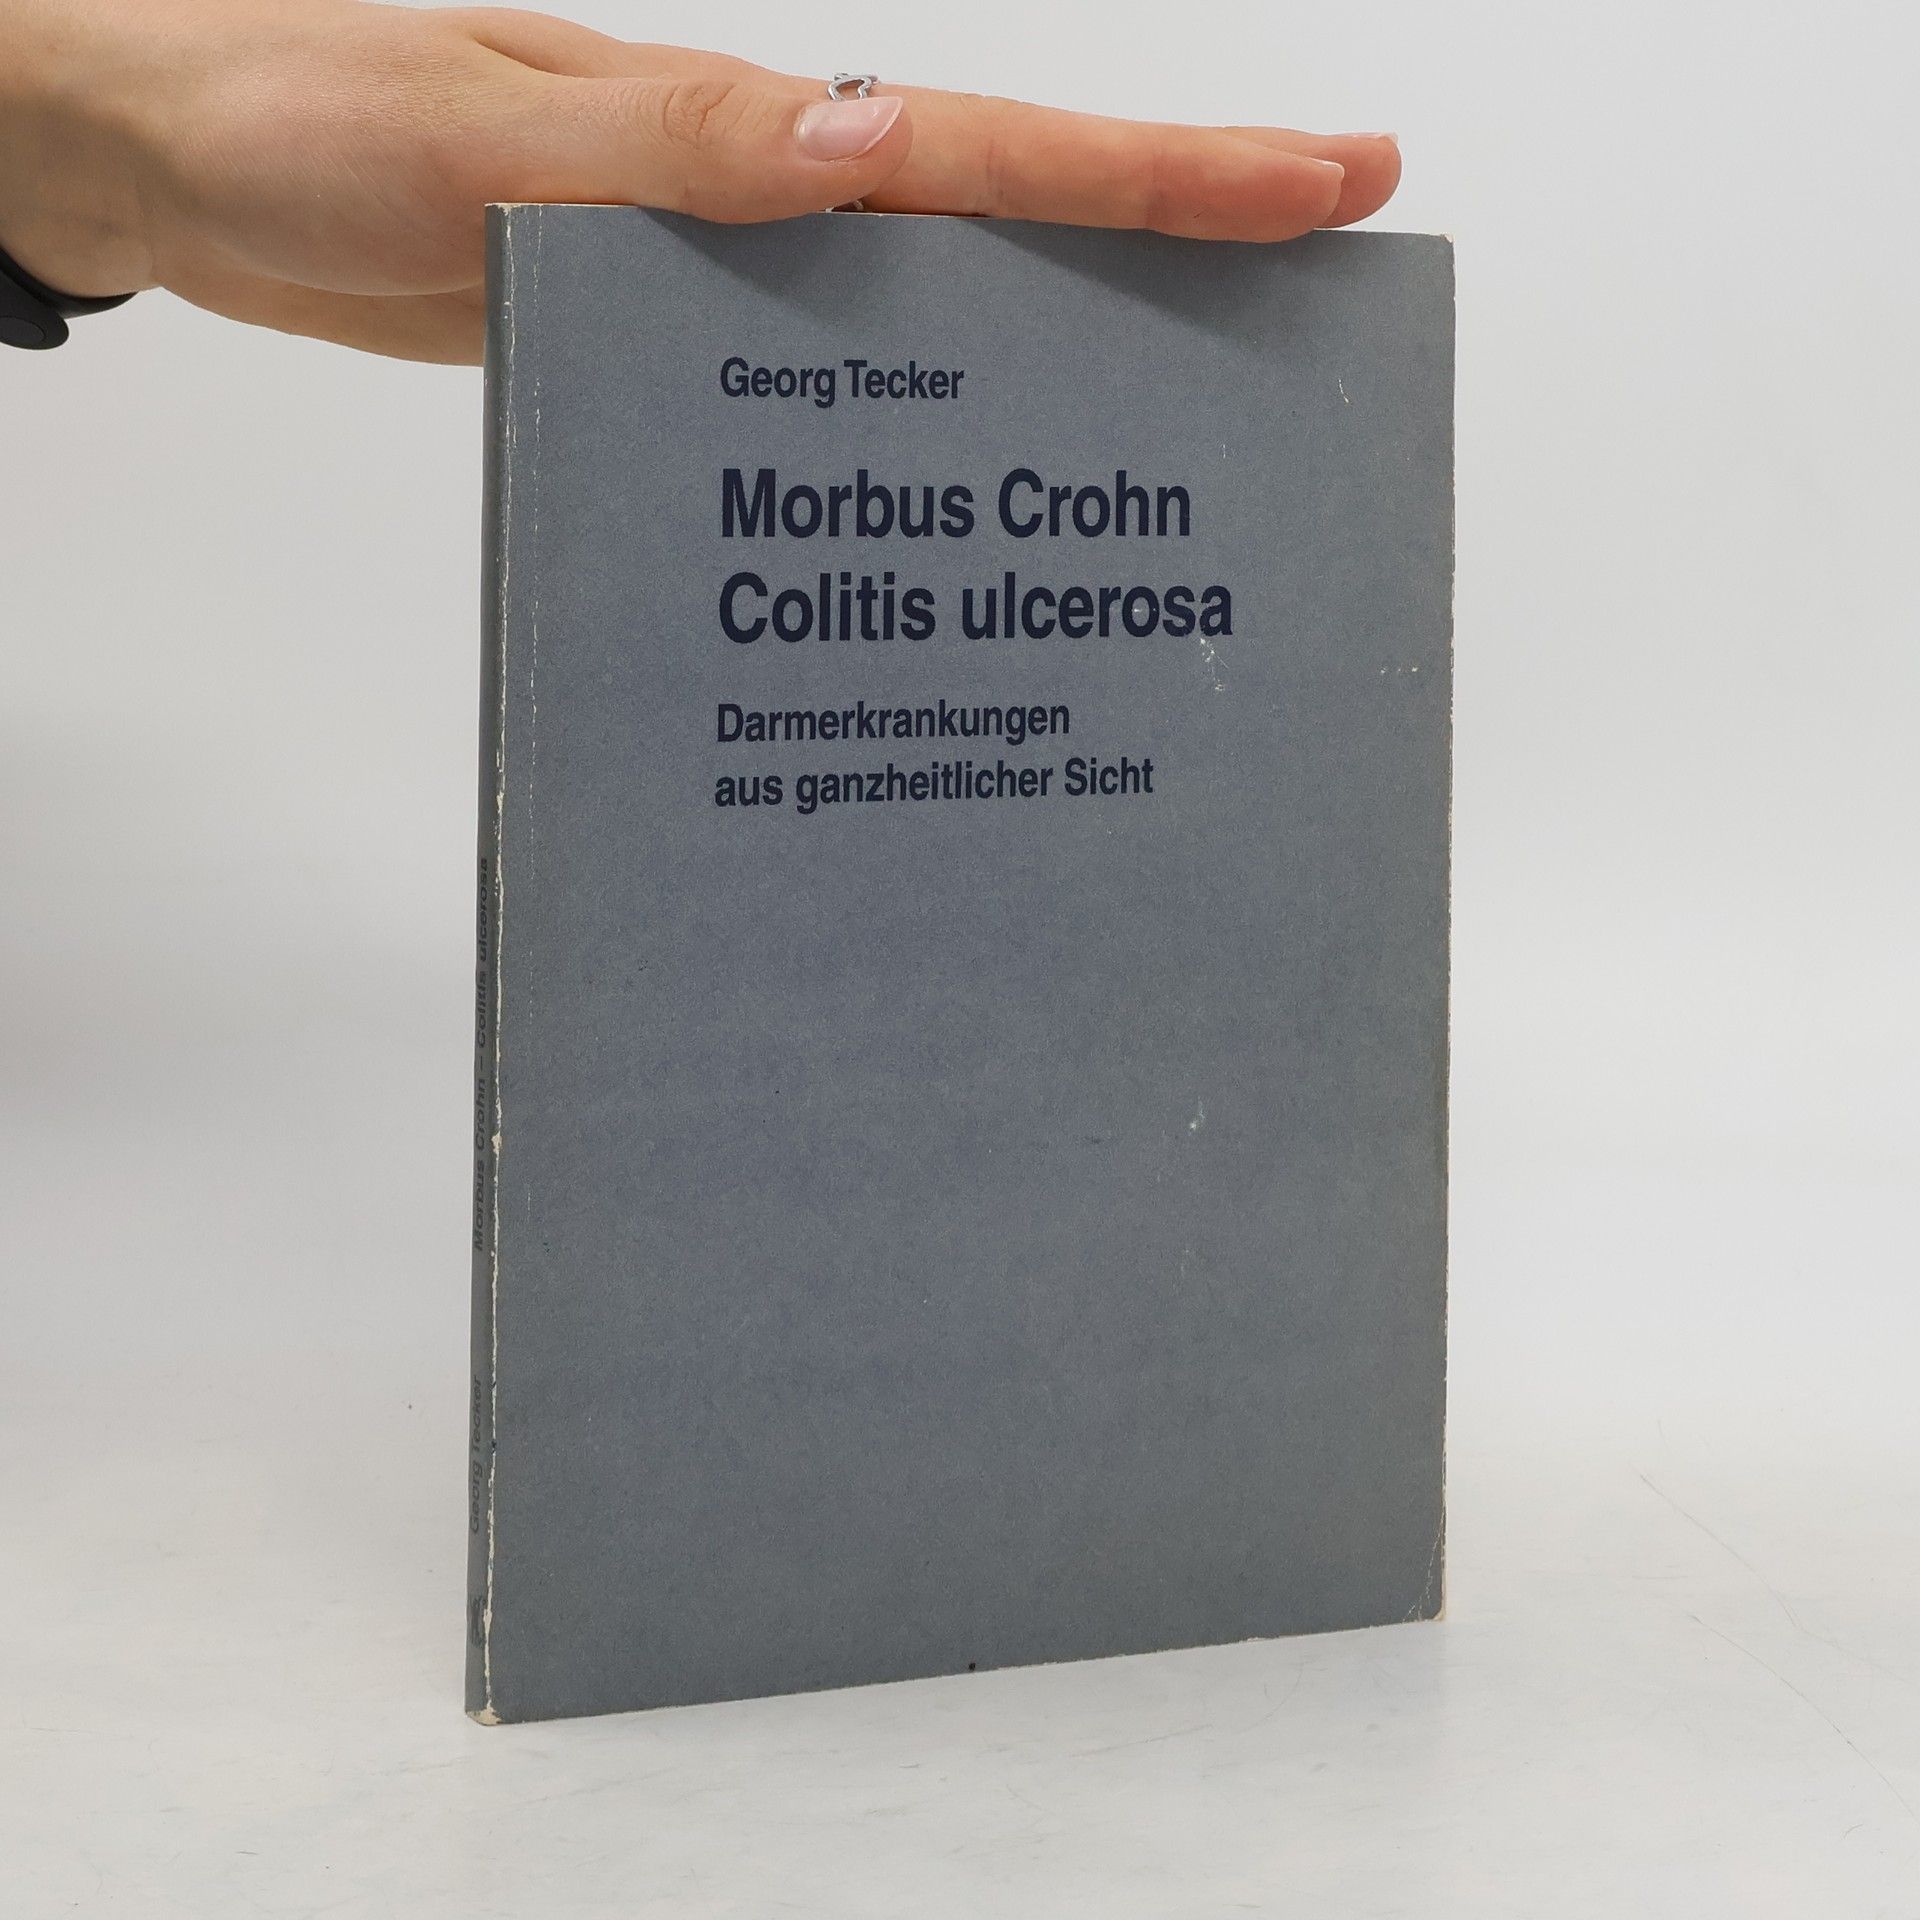 Georg Tecker
Morbus Crohn
Colitis ulcerosa
Darmerkrankungen
aus ganzheitlicher Sicht
Georg Tecker
Morbus Crohn – Colitis ulcerosa